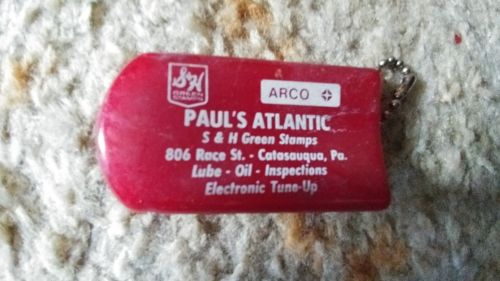 S&H
GREEN
STAMPS
ARCO
PAUL'S ATLANTIC
S & H Green Stamps
806 Race St. - Catasauqua, Pa.
Lube - Oil - Inspections
Electronic Tune-Up